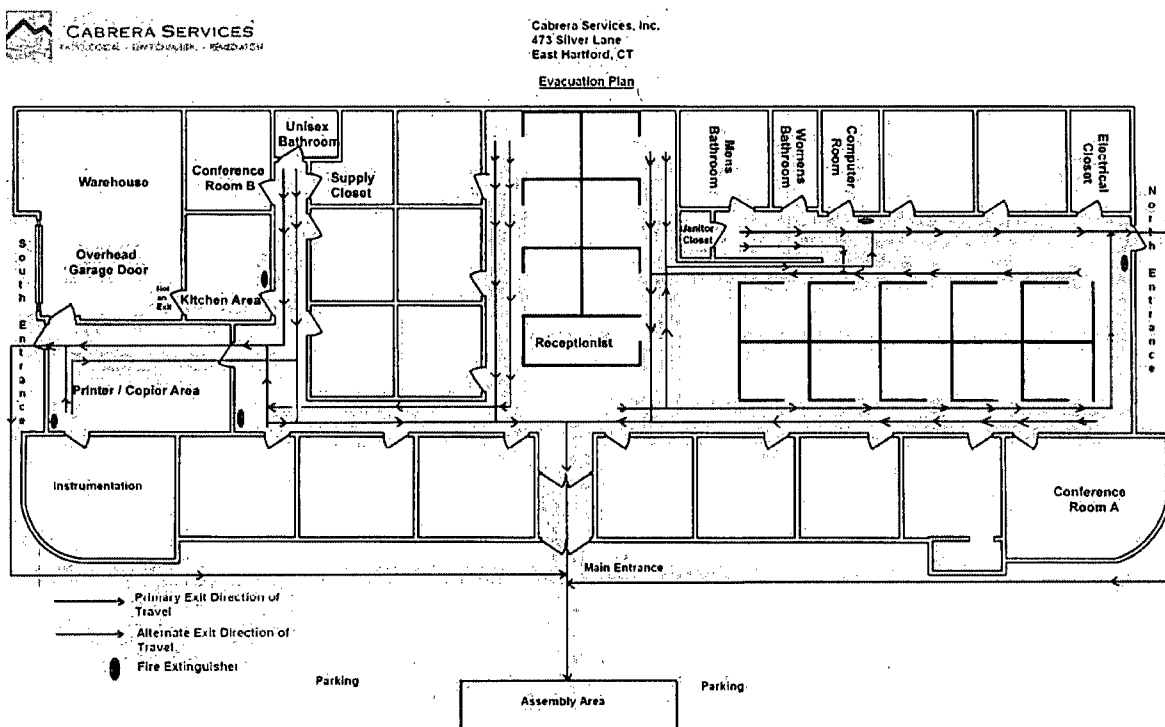 CABRERA SERVICES
RADIOLOGICAL · ENVIRONMENTAL · REMEDIATION
Cabrera Services, Inc.
473 Silver Lane
East Hartford, CT
Evacuation Plan
Warehouse
Conference
Room B
Unisex
Bathroom
Supply
Closet
Mens
Bathroom
Womens
Bathroom
Computer
Room
Electrical
Closet
Janitor
Closet
Overhead
Garage Door
Not
an
Exit
Kitchen Area
South Entrance
North Entrance
Receptionist
Printer / Copier Area
Instrumentation
Conference
Room A
Main Entrance
Primary Exit Direction of
Travel
Alternate Exit Direction of
Travel
Fire Extinguisher
Parking
Parking
Assembly Area